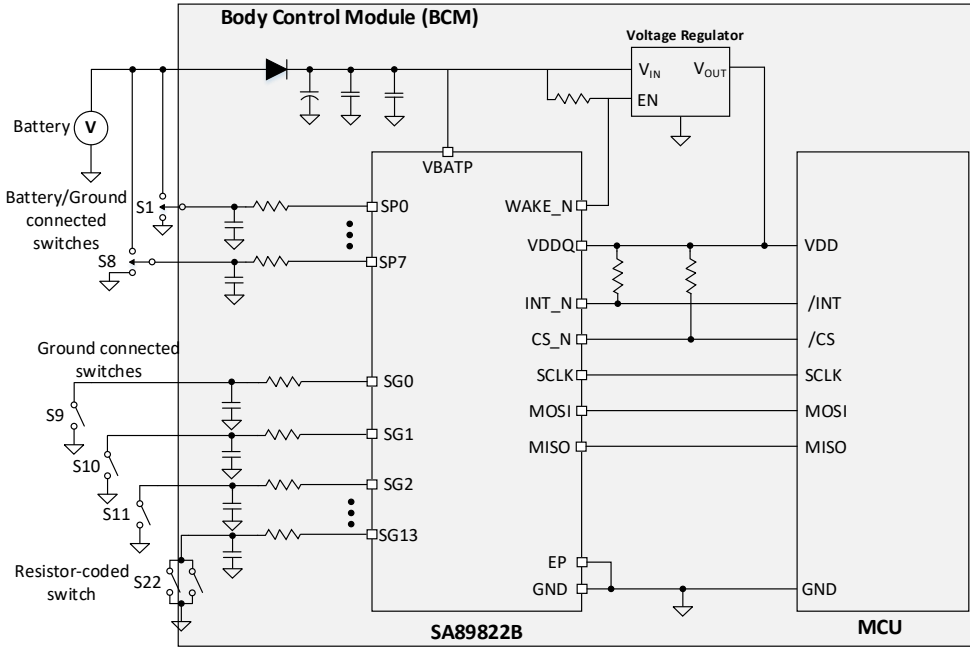 Body Control Module (BCM)
Voltage Regulator
VIN
VOUT
EN
Battery
V
VBATP
Battery/Ground
connected
switches
S1
S8
SP0
SP7
WAKE_N
VDDQ
VDD
INT_N
/INT
CS_N
/CS
Ground connected
switches
SG0
SCLK
SCLK
S9
MOSI
MOSI
SG1
MISO
MISO
S10
SG2
S11
SG13
Resistor-coded
switch
S22
EP
GND
GND
SA89822B
MCU